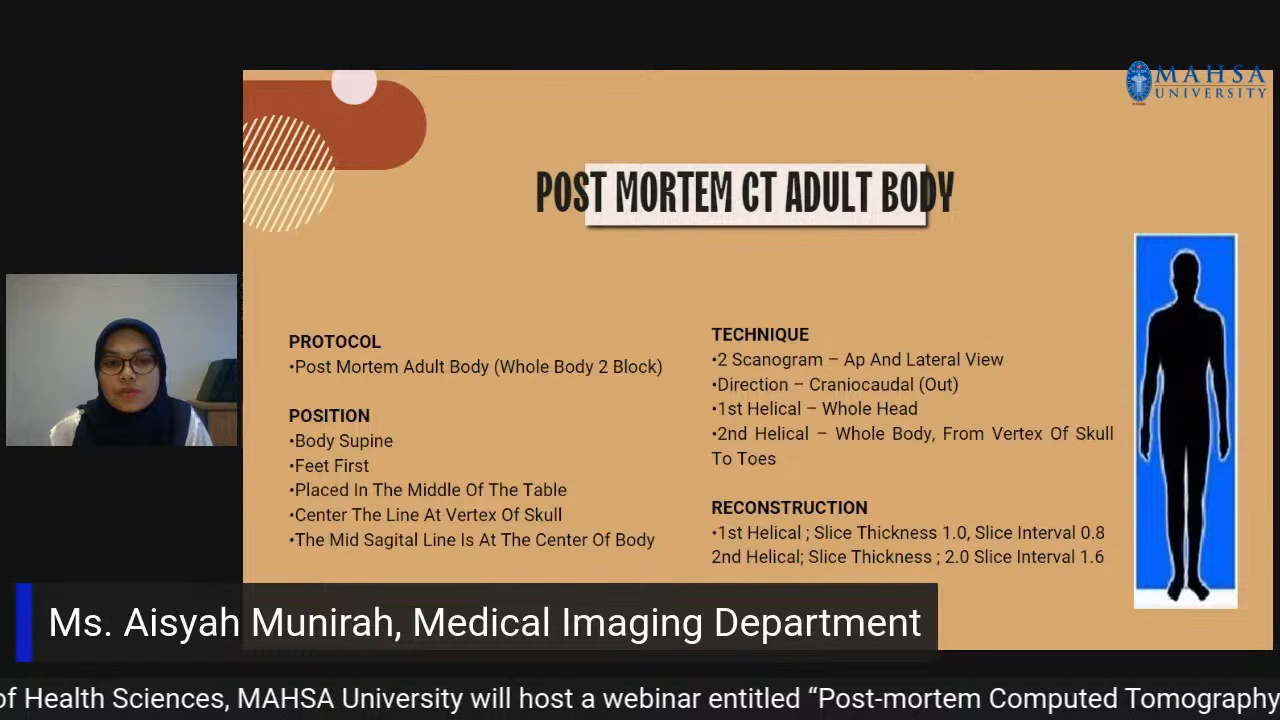 MAHSA
UNIVERSITY
POST MORTEM CT ADULT BODY
PROTOCOL
•Post Mortem Adult Body (Whole Body 2 Block)
POSITION
•Body Supine
•Feet First
•Placed In The Middle Of The Table
•Center The Line At Vertex Of Skull
•The Mid Sagital Line Is At The Center Of Body
TECHNIQUE
•2 Scanogram – Ap And Lateral View
•Direction – Craniocaudal (Out)
•1st Helical – Whole Head
•2nd Helical – Whole Body, From Vertex Of Skull
To Toes
RECONSTRUCTION
•1st Helical ; Slice Thickness 1.0, Slice Interval 0.8
2nd Helical; Slice Thickness ; 2.0 Slice Interval 1.6
Ms. Aisyah Munirah, Medical Imaging Department
of Health Sciences, MAHSA University will host a webinar entitled “Post-mortem Computed Tomography